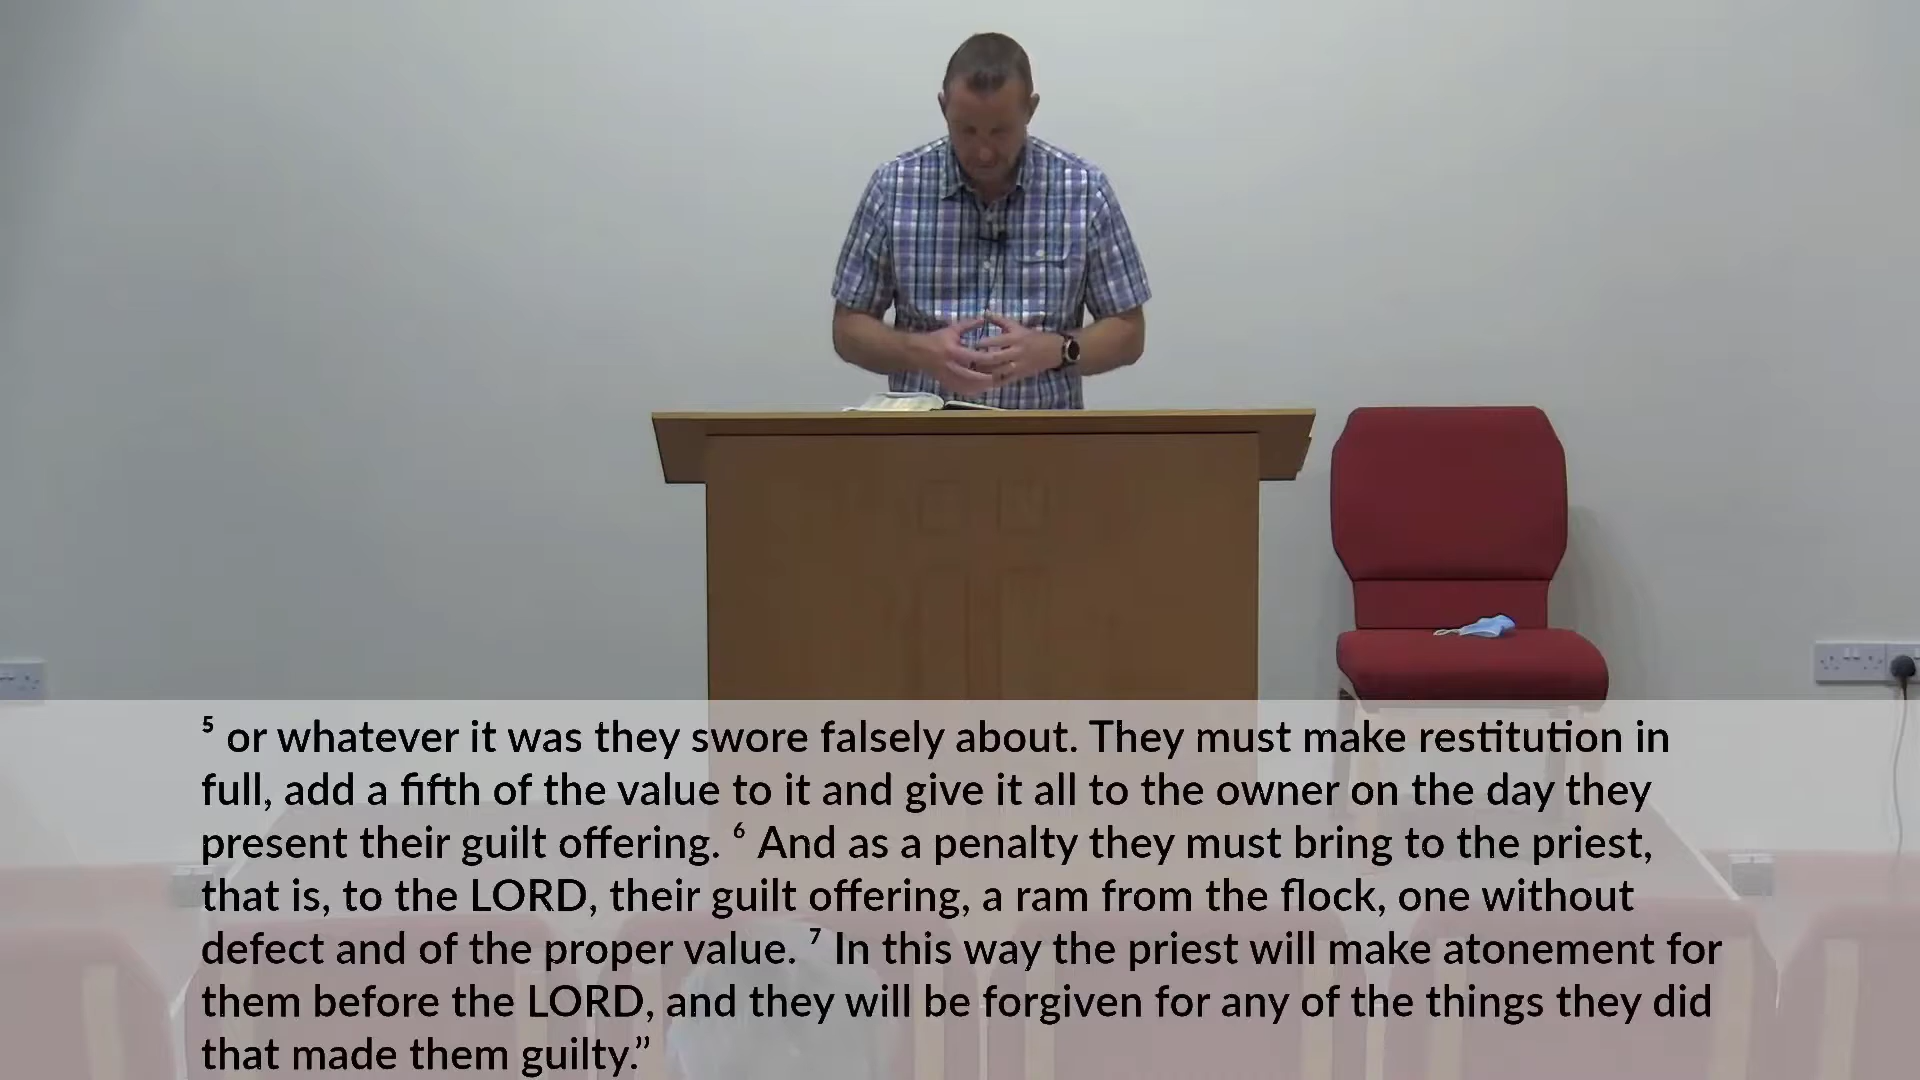 ⁵ or whatever it was they swore falsely about. They must make restitution in
full, add a fifth of the value to it and give it all to the owner on the day they
present their guilt offering. ⁶ And as a penalty they must bring to the priest,
that is, to the LORD, their guilt offering, a ram from the flock, one without
defect and of the proper value. ⁷ In this way the priest will make atonement for
them before the LORD, and they will be forgiven for any of the things they did
that made them guilty.”